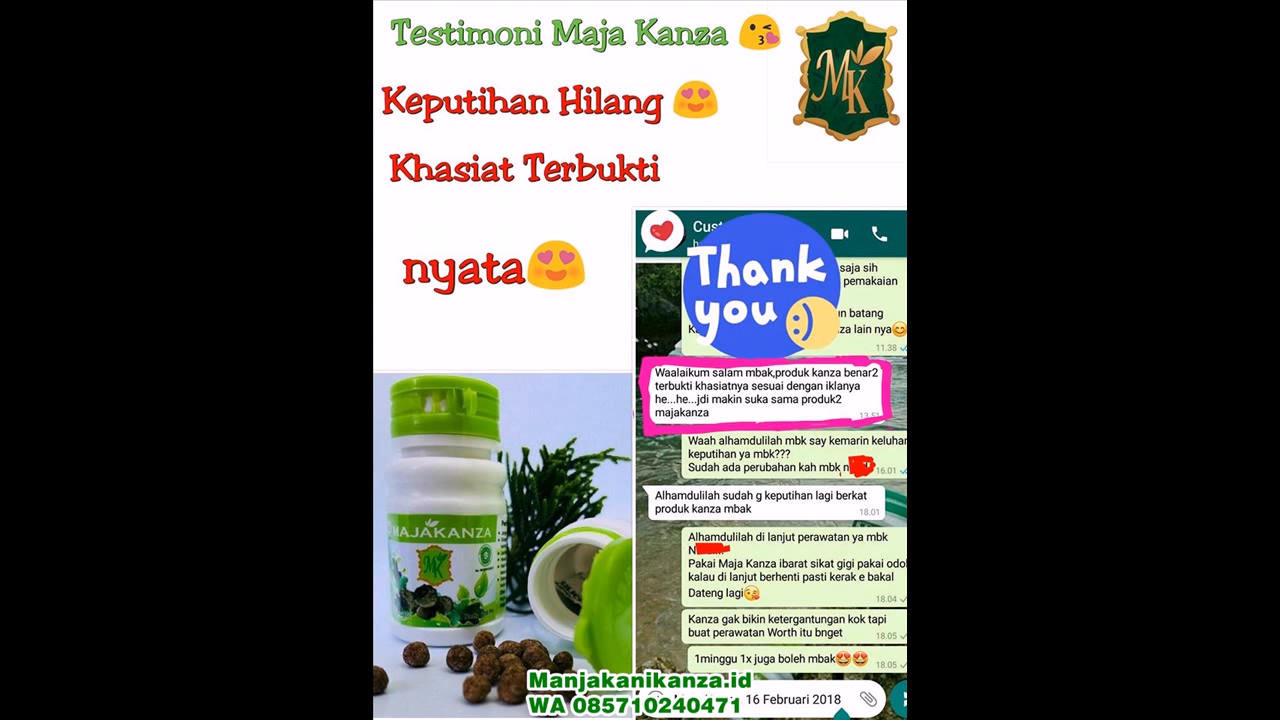 Testimoni Maja Kanza 😘
Keputihan Hilang 😍
Khasiat Terbukti
nyata😍
MK
Thank
you
saja sih
pemakaian
batang
lain nya😊
11.38
Waalaikum salam mbak,produk kanza benar2
terbukti khasiatnya sesuai dengan iklanya
he...he...jdi makin suka sama produk2
majakanza
13.51
Waah alhamdulilah mbk say kemarin keluhan
keputihan ya mbk???
Sudah ada perubahan kah mbk
16.01
Alhamdulilah sudah g keputihan lagi berkat
produk kanza mbak
18.01
Alhamdulilah di lanjut perawatan ya mbk
Pakai Maja Kanza ibarat sikat gigi pakai
kalau di lanjut berhenti pasti kerak e bakal
Dateng lagi😘
18.04
Kanza gak bikin ketergantungan kok tapi
buat perawatan Worth itu bnget
18.05
1minggu 1x juga boleh mbak🤩🤩
18.05
16 Februari 2018
MAJAKANZA
MK
Manjakanikanza.id
WA 085710240471